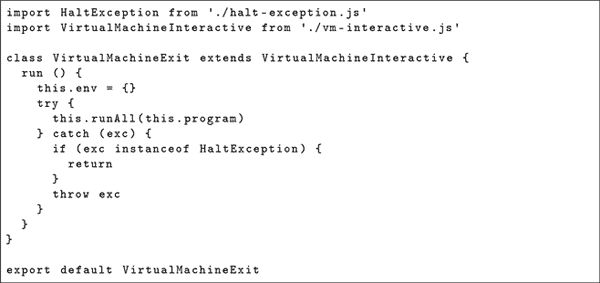 import HaltException from './halt-exception.js'
import VirtualMachineInteractive from './vm-interactive.js'

class VirtualMachineExit extends VirtualMachineInteractive {
  run () {
    this.env = {}
    try {
      this.runAll(this.program)
    } catch (exc) {
      if (exc instanceof HaltException) {
        return
      }
      throw exc
    }
  }
}

export default VirtualMachineExit